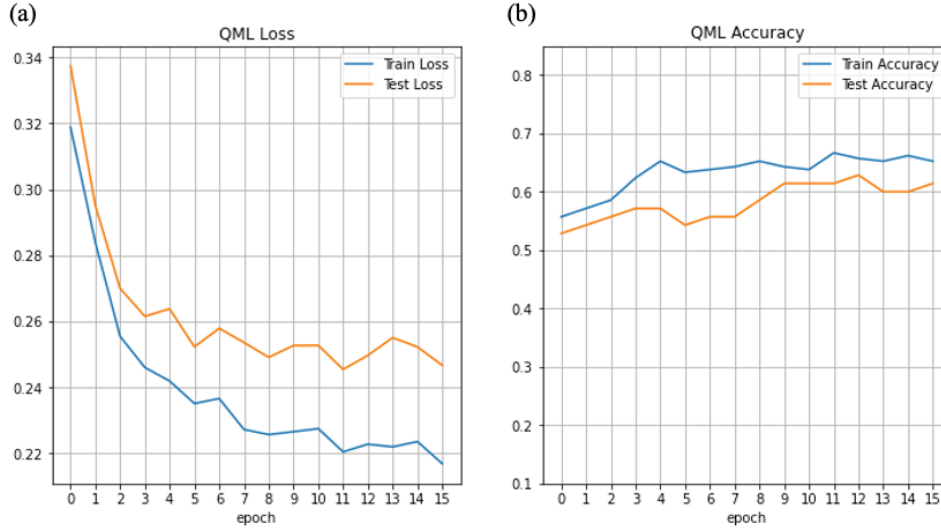 (a)
QML Loss
Train Loss
Test Loss
0.34
0.32
0.30
0.28
0.26
0.24
0.22
0 1 2 3 4 5 6 7 8 9 10 11 12 13 14 15
epoch
(b)
QML Accuracy
Train Accuracy
Test Accuracy
0.8
0.7
0.6
0.5
0.4
0.3
0.2
0.1
0 1 2 3 4 5 6 7 8 9 10 11 12 13 14 15
epoch